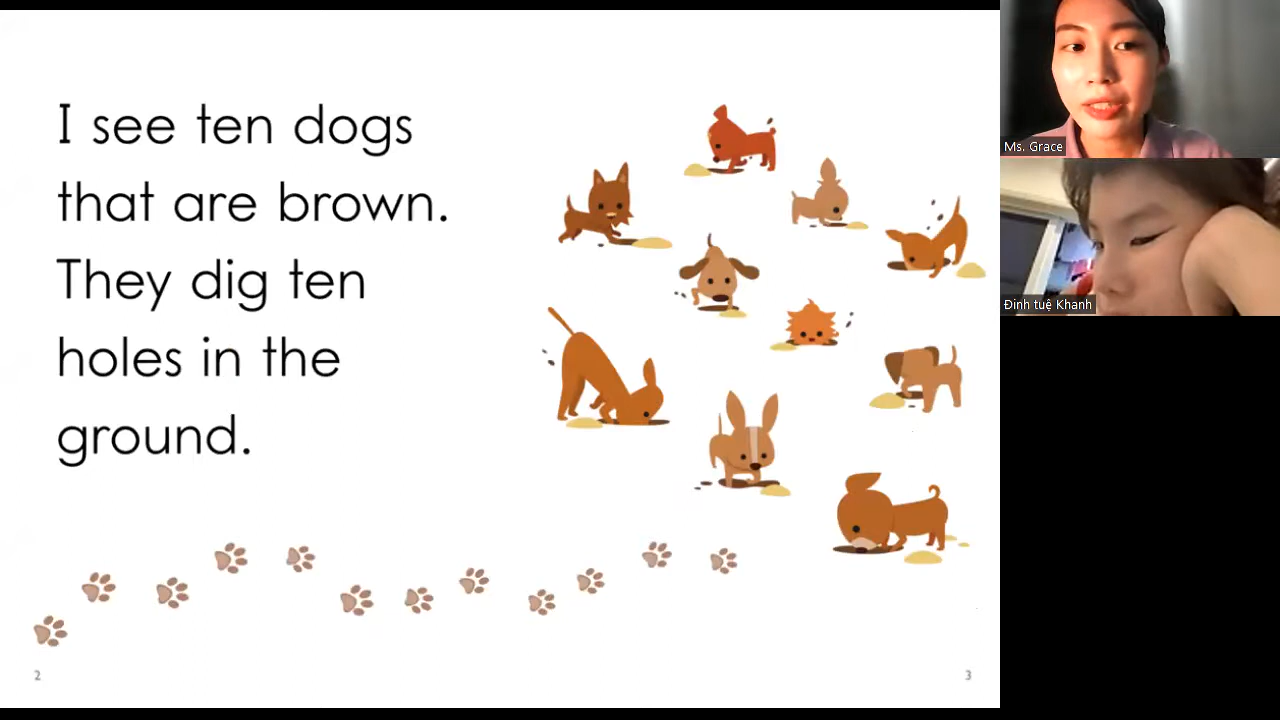 I see ten dogs
that are brown.
They dig ten
holes in the
ground.
2
3
Ms. Grace
Đinh tuệ Khanh